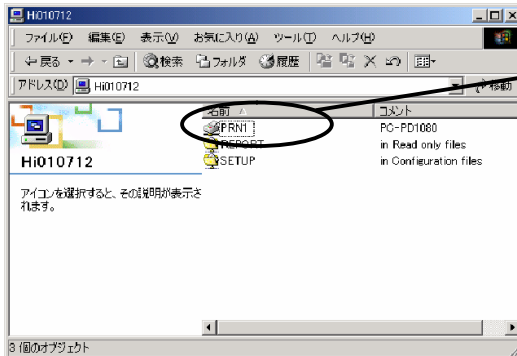 Hi010712
ファイル(F) 編集(E) 表示(V) お気に入り(A) ツール(T) ヘルプ(H)
戻る 検索 フォルダ 履歴
アドレス(D) Hi010712 移動
名前 コメント
PRN1 PC-PD1080
REPORT in Read only files
SETUP in Configuration files
Hi010712
アイコンを選択すると、その説明が表示さ
れます。
3 個のオブジェクト